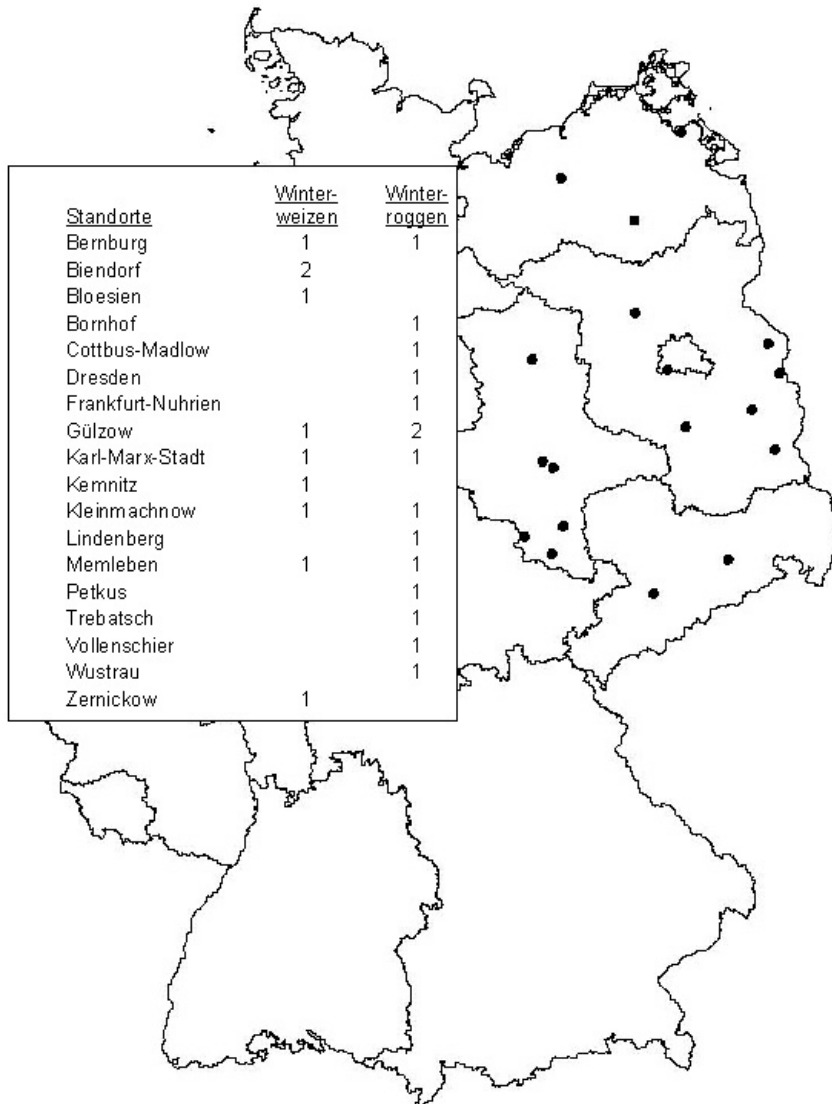 Winter- Winter-
Standorte weizen roggen
Bernburg 1 1
Biendorf 2
Bloesien 1
Bornhof 1
Cottbus-Madlow 1
Dresden 1
Frankfurt-Nuhrien 1
Gülzow 1 2
Karl-Marx-Stadt 1 1
Kemnitz 1
Kleinmachnow 1 1
Lindenberg 1
Memleben 1 1
Petkus 1
Trebatsch 1
Vollenschier 1
Wustrau 1
Zernickow 1